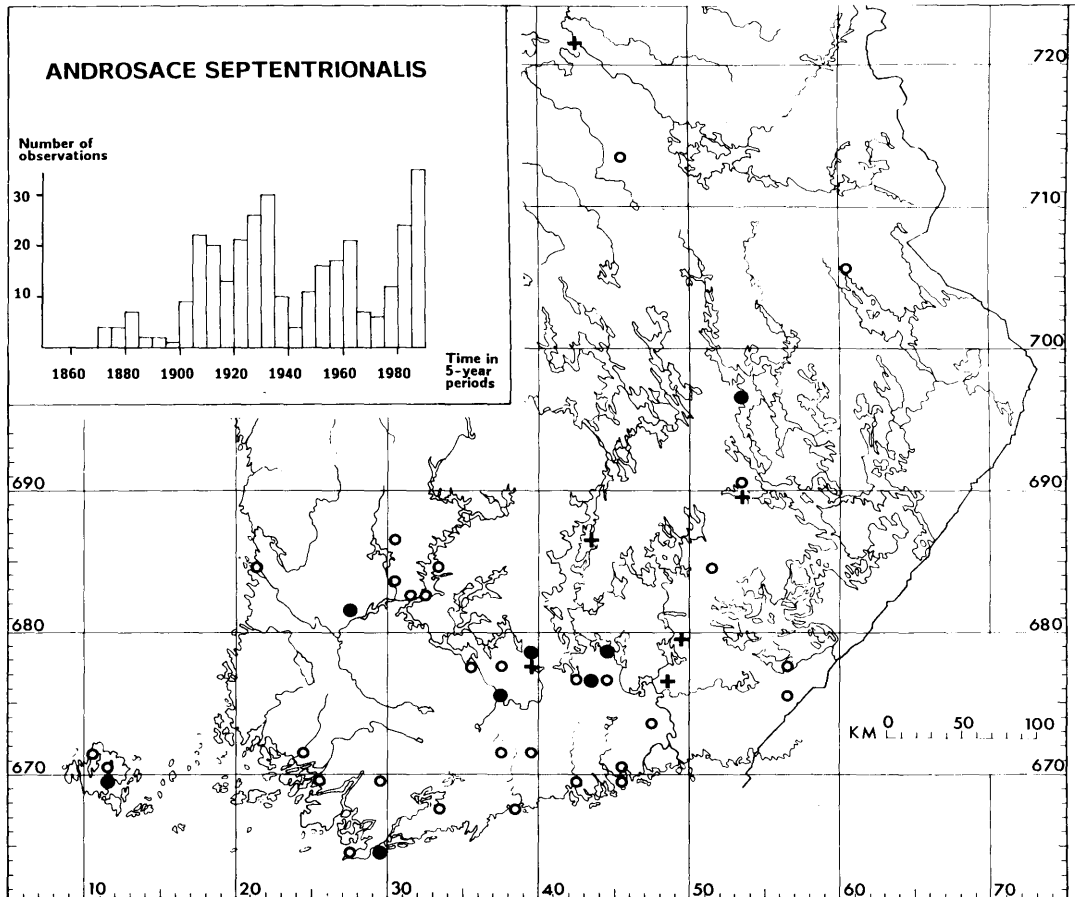 ANDROSACE SEPTENTRIONALIS
Number of
observations
30
20
10
1860 1880 1900 1920 1940 1960 1980
Time in
5-year
periods
720
710
700
690
690
680
680
670
670
KM 0 50 100
10 20 30 40 50 60 70